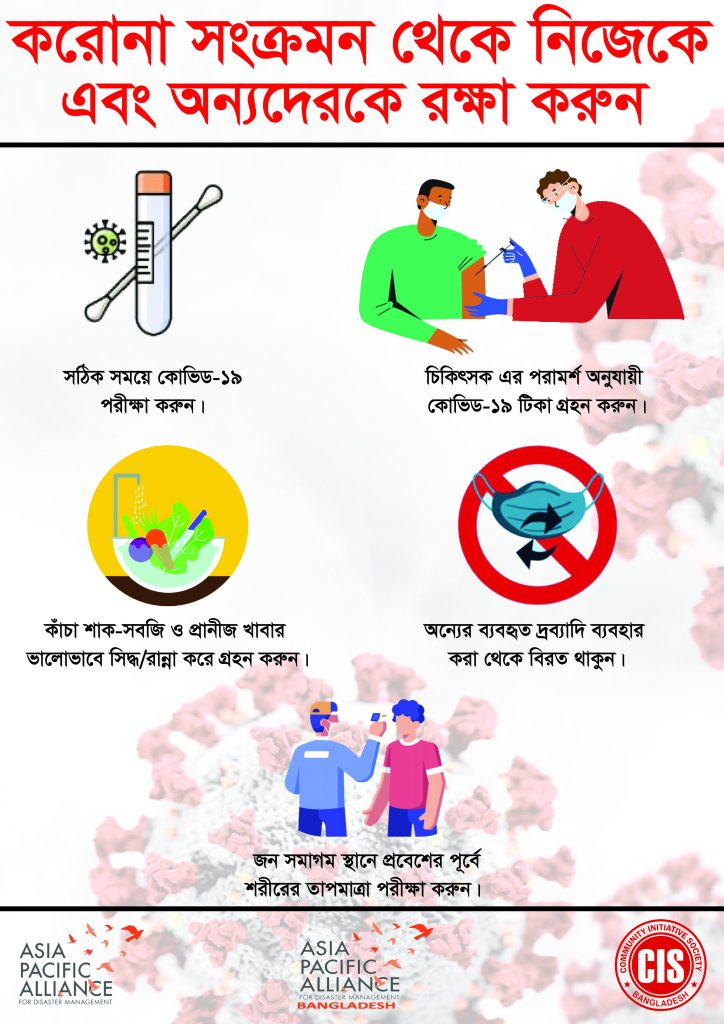 করোনা সংক্রমন থেকে নিজেকে
এবং অন্যদেরকে রক্ষা করুন
সঠিক সময়ে কোভিড-১৯
পরীক্ষা করুন।
চিকিৎসক এর পরামর্শ অনুযায়ী
কোভিড-১৯ টিকা গ্রহন করুন।
কাঁচা শাক-সবজি ও প্রানীজ খাবার
ভালোভাবে সিদ্ধ/রান্না করে গ্রহন করুন।
অন্যের ব্যবহৃত দ্রব্যাদি ব্যবহার
করা থেকে বিরত থাকুন।
জন সমাগম স্থানে প্রবেশের পূর্বে
শরীরের তাপমাত্রা পরীক্ষা করুন।
ASIA
PACIFIC
ALLIANCE
FOR DISASTER MANAGEMENT
ASIA
PACIFIC
ALLIANCE
FOR DISASTER MANAGEMENT
BANGLADESH
COMMUNITY INITIATIVE SOCIETY
CIS
BANGLADESH